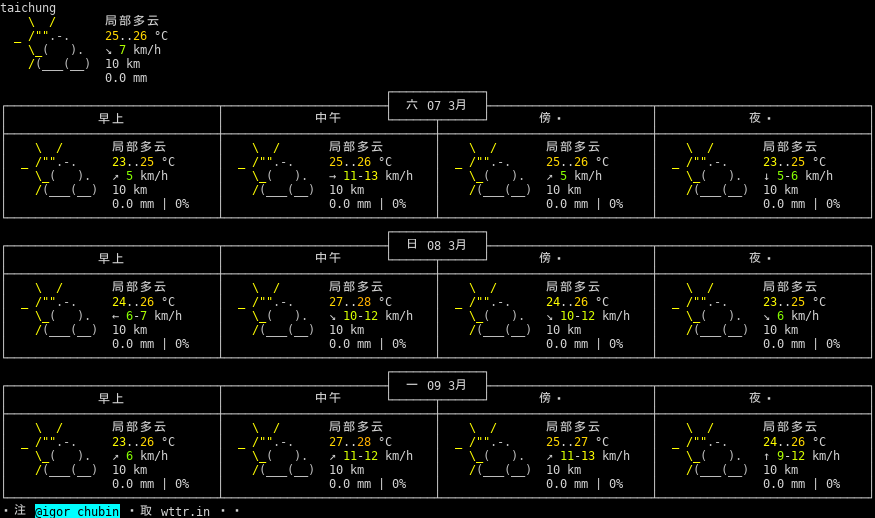 taichung
局部多云
25..26 °C
↘ 7 km/h
10 km
0.0 mm
六 07 3月
早上 中午 傍· 夜·
局部多云 局部多云 局部多云 局部多云
23..25 °C 25..26 °C 25..26 °C 23..25 °C
↗ 5 km/h → 11-13 km/h ↗ 5 km/h ↓ 5-6 km/h
10 km 10 km 10 km 10 km
0.0 mm | 0% 0.0 mm | 0% 0.0 mm | 0% 0.0 mm | 0%
日 08 3月
早上 中午 傍· 夜·
局部多云 局部多云 局部多云 局部多云
24..26 °C 27..28 °C 24..26 °C 23..25 °C
← 6-7 km/h ↘ 10-12 km/h ↘ 10-12 km/h ↘ 6 km/h
10 km 10 km 10 km 10 km
0.0 mm | 0% 0.0 mm | 0% 0.0 mm | 0% 0.0 mm | 0%
一 09 3月
早上 中午 傍· 夜·
局部多云 局部多云 局部多云 局部多云
23..26 °C 27..28 °C 25..27 °C 24..26 °C
↗ 6 km/h ↗ 11-12 km/h ↗ 11-13 km/h ↑ 9-12 km/h
10 km 10 km 10 km 10 km
0.0 mm | 0% 0.0 mm | 0% 0.0 mm | 0% 0.0 mm | 0%
·注 @igor_chubin ·取 wttr.in ··